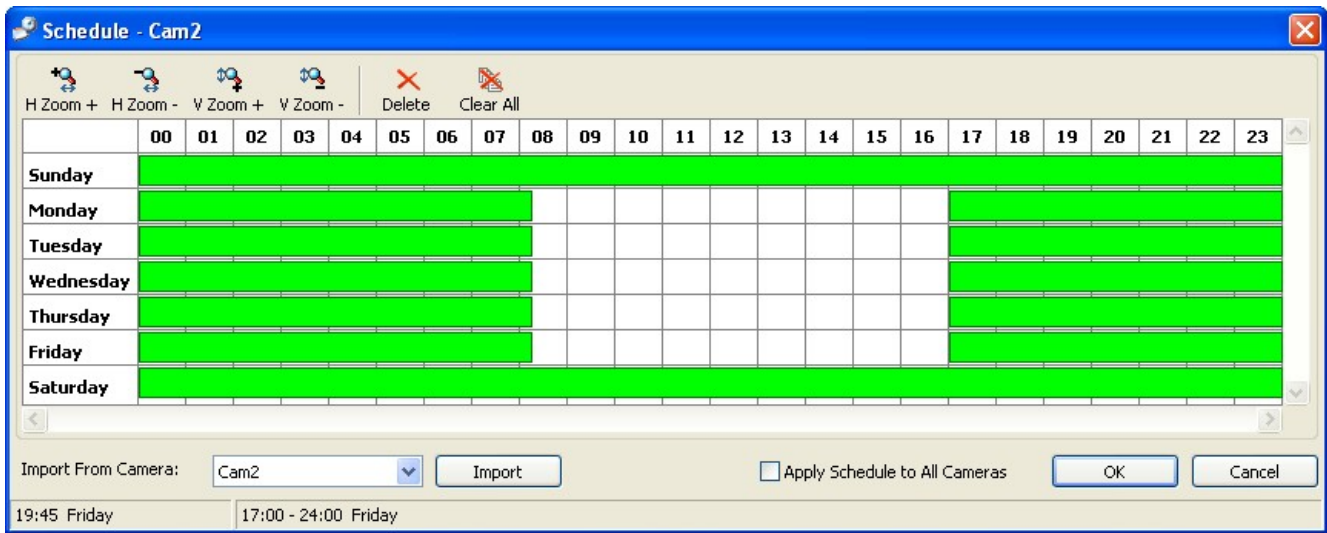 Schedule - Cam2
H Zoom + H Zoom - V Zoom + V Zoom - Delete Clear All
00 01 02 03 04 05 06 07 08 09 10 11 12 13 14 15 16 17 18 19 20 21 22 23
Sunday
Monday
Tuesday
Wednesday
Thursday
Friday
Saturday
Import From Camera: Cam2 Import Apply Schedule to All Cameras OK Cancel
19:45 Friday 17:00 - 24:00 Friday